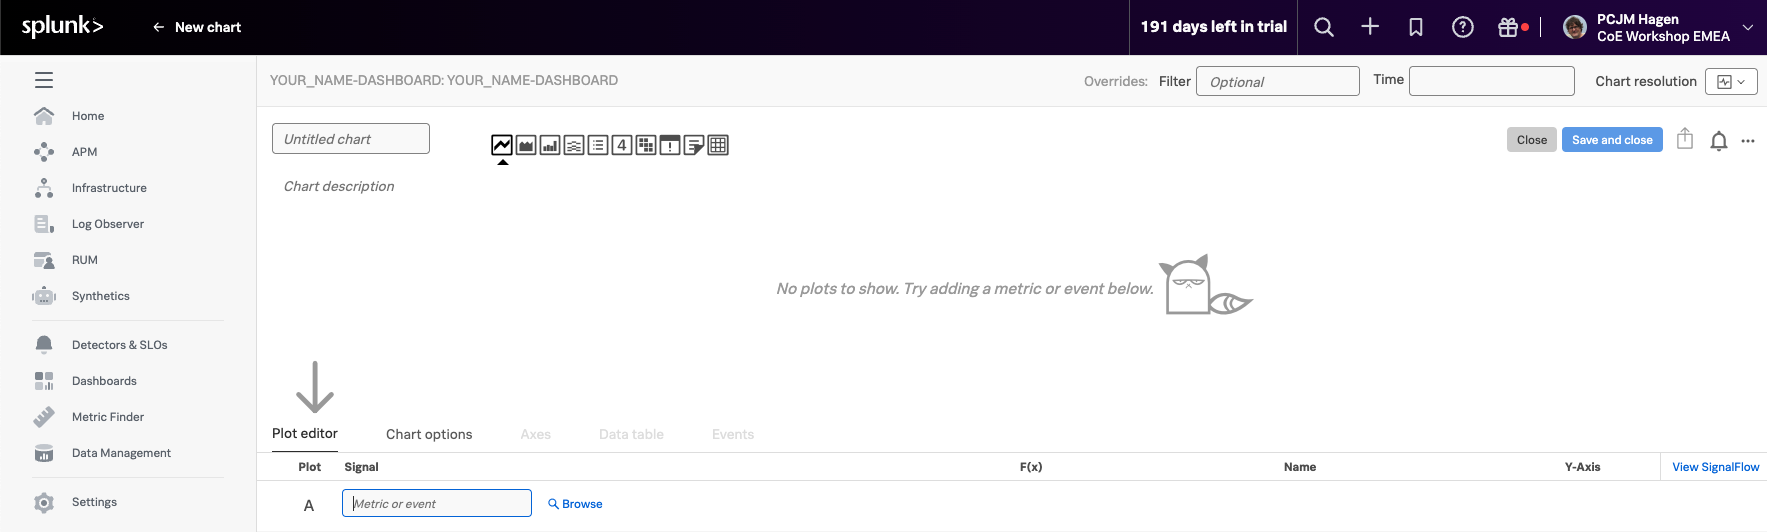 splunk>
← New chart
191 days left in trial
PCJM Hagen
CoE Workshop EMEA
Home
APM
Infrastructure
Log Observer
RUM
Synthetics
Detectors & SLOs
Dashboards
Metric Finder
Data Management
Settings
YOUR_NAME-DASHBOARD: YOUR_NAME-DASHBOARD
Overrides: Filter Optional Time Chart resolution
Untitled chart
4
Close Save and close
Chart description
No plots to show. Try adding a metric or event below.
Plot editor Chart options Axes Data table Events
Plot Signal F(x) Name Y-Axis View SignalFlow
A Metric or event Browse